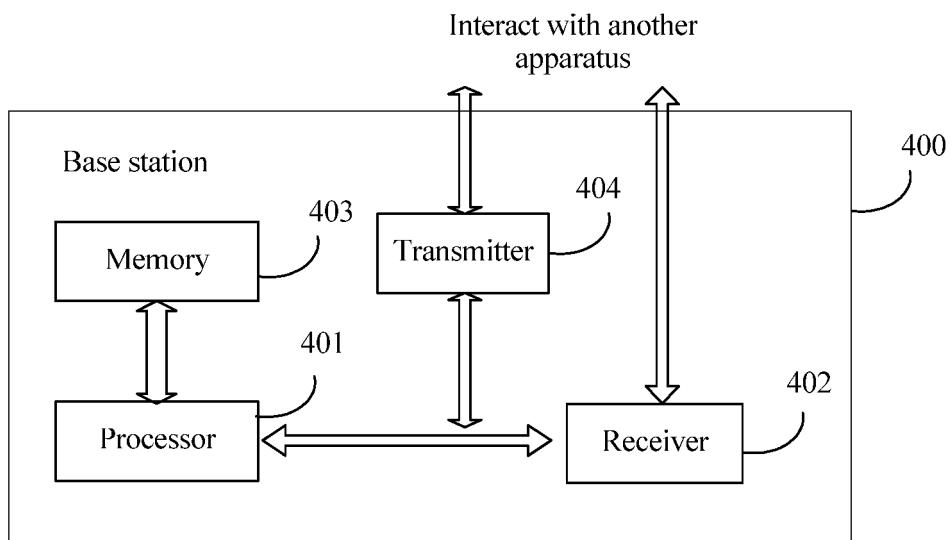 Interact with another
apparatus
400
Base station
404
403
Transmitter
Memory
401
402
Processor
Receiver